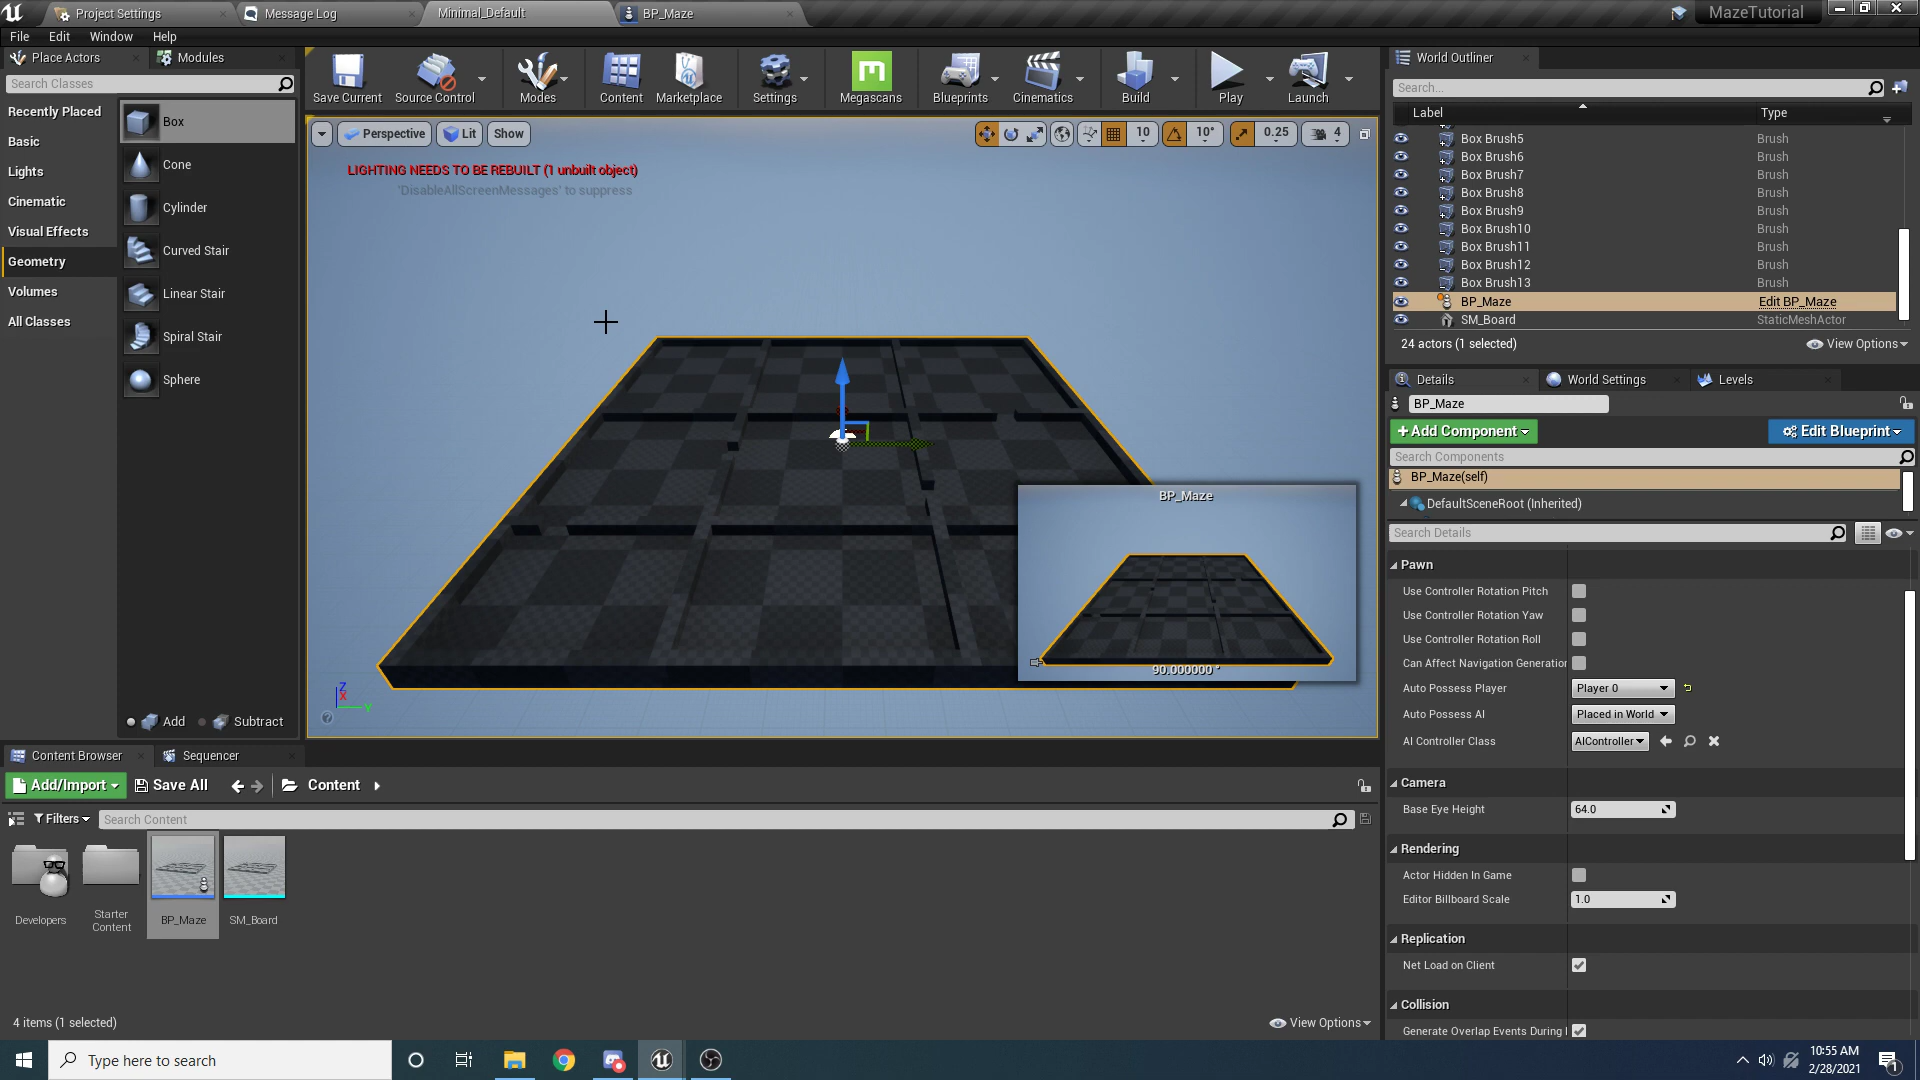 Project Settings
Message Log
Minimal_Default
BP_Maze
MazeTutorial
File Edit Window Help
Place Actors
Modules
Search Classes
Recently Placed
Basic
Lights
Cinematic
Visual Effects
Geometry
Volumes
All Classes
Box
Cone
Cylinder
Curved Stair
Linear Stair
Spiral Stair
Sphere
Add
Subtract
Save Current
Source Control
Modes
Content
Marketplace
Settings
Megascans
Blueprints
Cinematics
Build
Play
Launch
Perspective
Lit
Show
10
10°
0.25
4
LIGHTING NEEDS TO BE REBUILT (1 unbuilt object)
'DisableAllScreenMessages' to suppress
BP_Maze
90.000000 °
Z
X
Y
World Outliner
Search...
Label Type
Box Brush5 Brush
Box Brush6 Brush
Box Brush7 Brush
Box Brush8 Brush
Box Brush9 Brush
Box Brush10 Brush
Box Brush11 Brush
Box Brush12 Brush
Box Brush13 Brush
BP_Maze Edit BP_Maze
SM_Board StaticMeshActor
24 actors (1 selected)
View Options
Details
World Settings
Levels
BP_Maze
+Add Component
Edit Blueprint
Search Components
BP_Maze(self)
DefaultSceneRoot (Inherited)
Search Details
Pawn
Use Controller Rotation Pitch
Use Controller Rotation Yaw
Use Controller Rotation Roll
Can Affect Navigation Generation
Auto Possess Player Player 0
Auto Possess AI Placed in World
AI Controller Class AIController
Camera
Base Eye Height 64.0
Rendering
Actor Hidden In Game
Editor Billboard Scale 1.0
Replication
Net Load on Client
Collision
Generate Overlap Events During
Content Browser
Sequencer
Add/Import
Save All
Content
Filters
Search Content
Developers
Starter
Content
BP_Maze
SM_Board
4 items (1 selected)
View Options
Type here to search
10:55 AM
2/28/2021
1